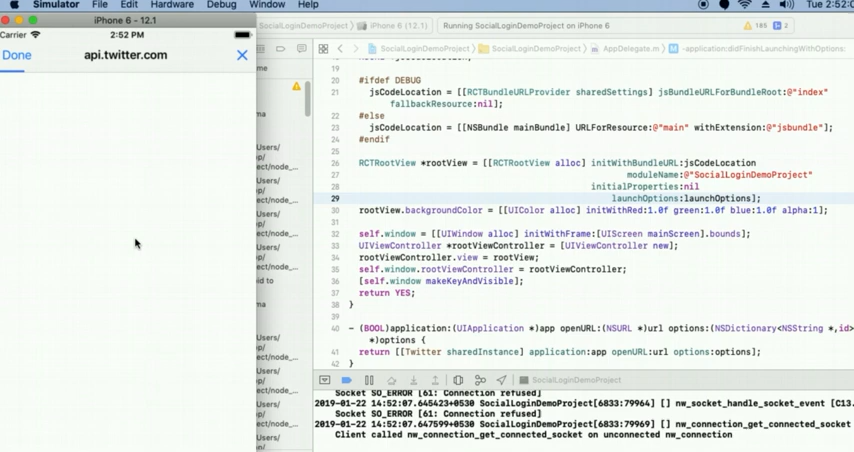 Simulator File Edit Hardware Debug Window Help Tue 2:52:0
iPhone 6 - 12.1
Carrier 2:52 PM
Done api.twitter.com
SocialLoginDemoProject iPhone 6 (12.1) Running SocialLoginDemoProject on iPhone 6 185 2
SocialLoginDemoProject SocialLoginDemoProject AppDelegate.m M -application:didFinishLaunchingWithOptions:
19
20 #ifdef DEBUG
21 jsCodeLocation = [[RCTBundleURLProvider sharedSettings] jsBundleURLForBundleRoot:@"index"
fallbackResource:nil];
22 #else
23 jsCodeLocation = [[NSBundle mainBundle] URLForResource:@"main" withExtension:@"jsbundle"];
24 #endif
25
26 RCTRootView *rootView = [[RCTRootView alloc] initWithBundleURL:jsCodeLocation
27 moduleName:@"SocialLoginDemoProject"
28 initialProperties:nil
29 launchOptions:launchOptions];
30 rootView.backgroundColor = [[UIColor alloc] initWithRed:1.0f green:1.0f blue:1.0f alpha:1];
31
32 self.window = [[UIWindow alloc] initWithFrame:[UIScreen mainScreen].bounds];
33 UIViewController *rootViewController = [UIViewController new];
34 rootViewController.view = rootView;
35 self.window.rootViewController = rootViewController;
36 [self.window makeKeyAndVisible];
37 return YES;
38 }
39
40 - (BOOL)application:(UIApplication *)app openURL:(NSURL *)url options:(NSDictionary<NSString *,id>
*)options {
41 return [[Twitter sharedInstance] application:app openURL:url options:options];
42 }
SocialLoginDemoProject
Socket SO_ERROR [61: Connection refused]
2019-01-22 14:52:07.645423+0530 SocialLoginDemoProject[6833:79964] [] nw_socket_handle_socket_event [C13.
Socket SO_ERROR [61: Connection refused]
2019-01-22 14:52:07.647599+0530 SocialLoginDemoProject[6833:79969] [] nw_connection_get_connected_socket
Client called nw_connection_get_connected_socket on unconnected nw_connection